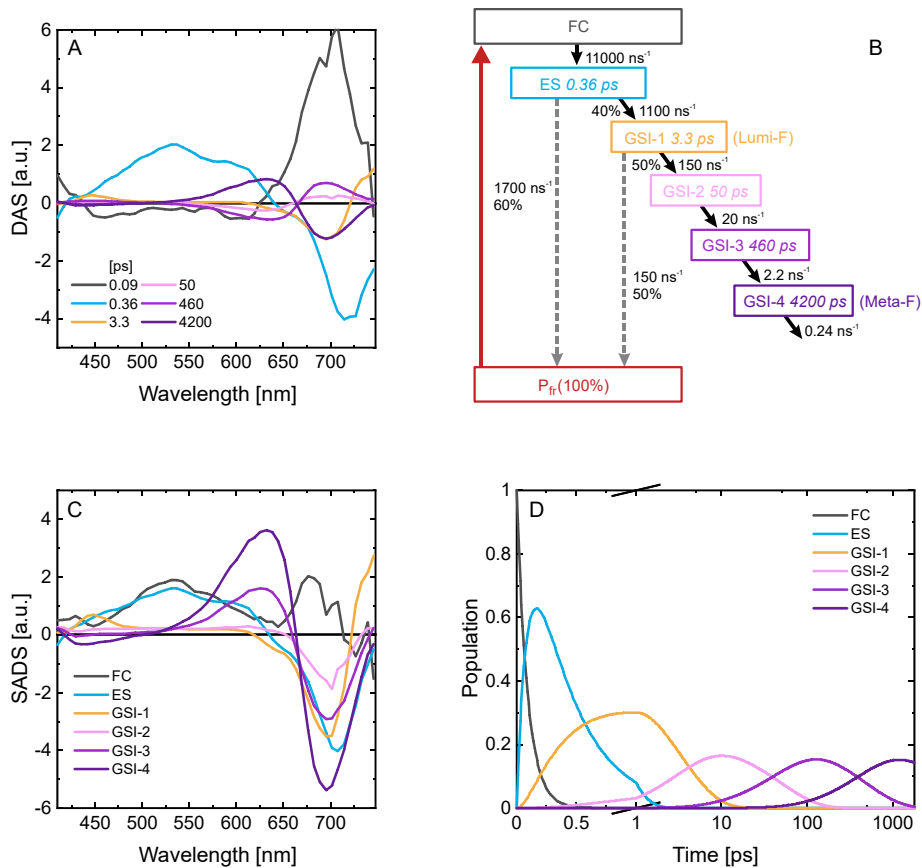 A
6
4
2
0
-2
-4
DAS [a.u.]
[ps]
0.09
0.36
3.3
50
460
4200
450 500 550 600 650 700
Wavelength [nm]
B
FC
11000 ns⁻¹
ES 0.36 ps
40% 1100 ns⁻¹
GSI-1 3.3 ps (Lumi-F)
50% 150 ns⁻¹
GSI-2 50 ps
1700 ns⁻¹
60%
20 ns⁻¹
GSI-3 460 ps
150 ns⁻¹
50%
2.2 ns⁻¹
GSI-4 4200 ps (Meta-F)
0.24 ns⁻¹
Pfr(100%)
C
4
2
0
-2
-4
-6
SADS [a.u.]
FC
ES
GSI-1
GSI-2
GSI-3
GSI-4
450 500 550 600 650 700
Wavelength [nm]
D
1
0.8
0.6
0.4
0.2
0
Population
FC
ES
GSI-1
GSI-2
GSI-3
GSI-4
0 0.5 1 10 100 1000
Time [ps]